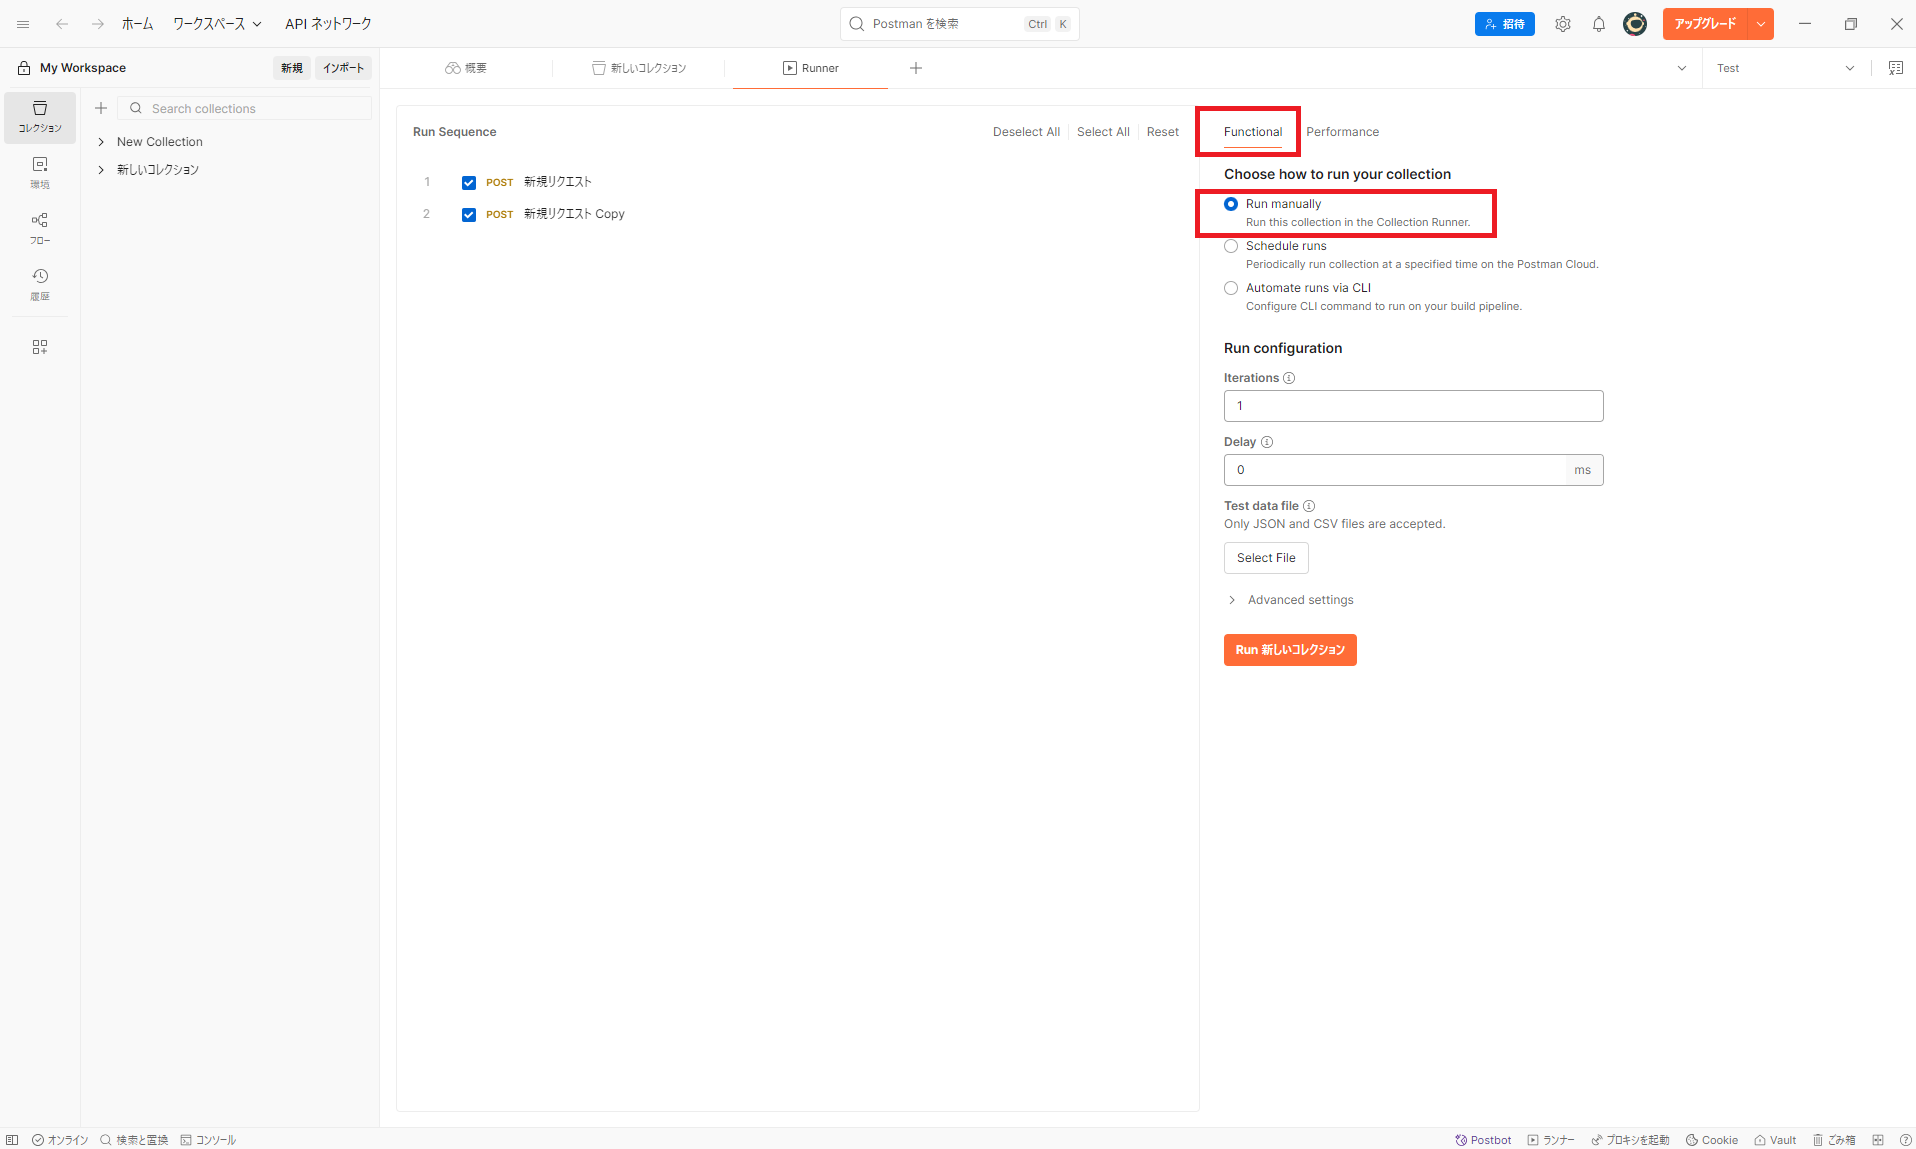 ホーム ワークスペース API ネットワーク Postman を検索 Ctrl K 招待 アップグレード
My Workspace 新規 インポート 概要 新しいコレクション Runner Test
コレクション
環境
フロー
履歴
Search collections
New Collection
新しいコレクション
Run Sequence Deselect All Select All Reset
1 POST 新規リクエスト
2 POST 新規リクエスト Copy
Functional Performance
Choose how to run your collection
Run manually
Run this collection in the Collection Runner.
Schedule runs
Periodically run collection at a specified time on the Postman Cloud.
Automate runs via CLI
Configure CLI command to run on your build pipeline.
Run configuration
Iterations
1
Delay
0 ms
Test data file
Only JSON and CSV files are accepted.
Select File
Advanced settings
Run 新しいコレクション
オンライン 検索と置換 コンソール Postbot ランナー プロキシを起動 Cookie Vault ごみ箱